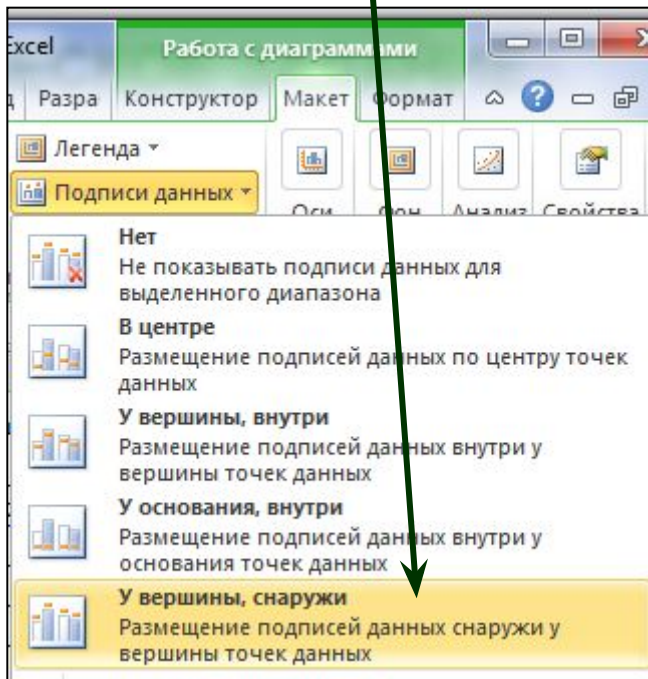 Excel Работа с диаграммами
Разра Конструктор Макет Формат
Легенда
Подписи данных
Оси Фон Анализ Свойства
Нет
Не показывать подписи данных для
выделенного диапазона
В центре
Размещение подписей данных по центру точек
данных
У вершины, внутри
Размещение подписей данных внутри у
вершины точек данных
У основания, внутри
Размещение подписей данных внутри у
основания точек данных
У вершины, снаружи
Размещение подписей данных снаружи у
вершины точек данных